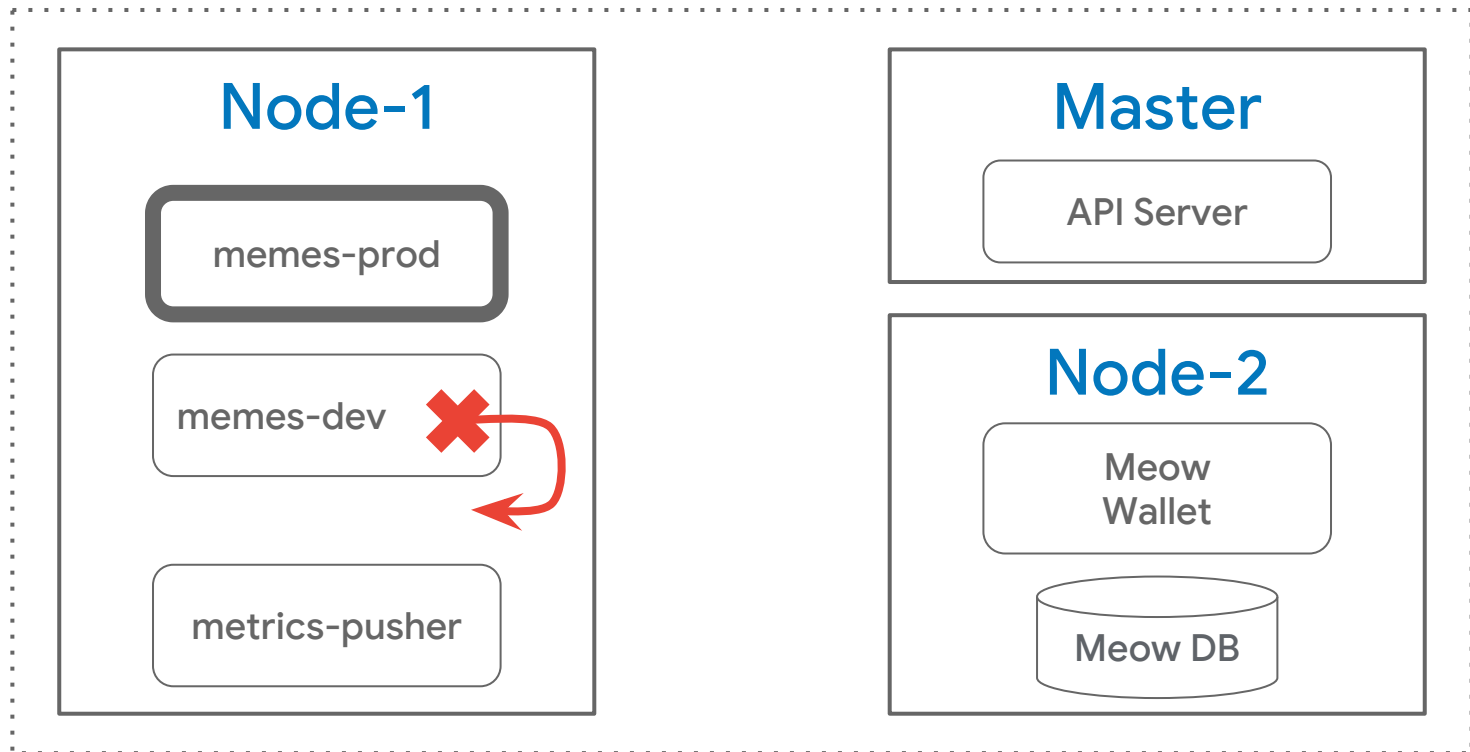 Node-1
memes-prod
memes-dev
metrics-pusher
Master
API Server
Node-2
Meow
Wallet
Meow DB